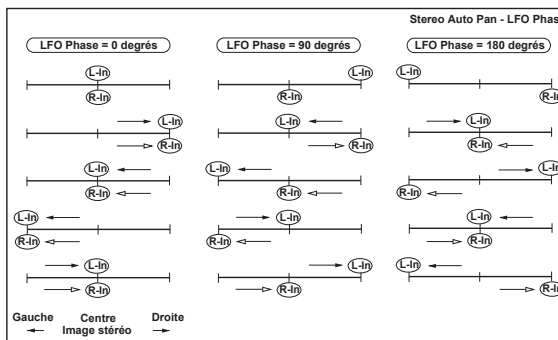 Stereo Auto Pan - LFO Phas
LFO Phase = 0 degrés
LFO Phase = 90 degrés
LFO Phase = 180 degrés
L-In L-In L-In
R-In R-In R-In
L-In L-In L-In
R-In R-In R-In
L-In L-In L-In
R-In R-In R-In
L-In L-In L-In
R-In R-In R-In
L-In L-In L-In
R-In R-In R-In
Gauche Centre Droite
Image stéréo